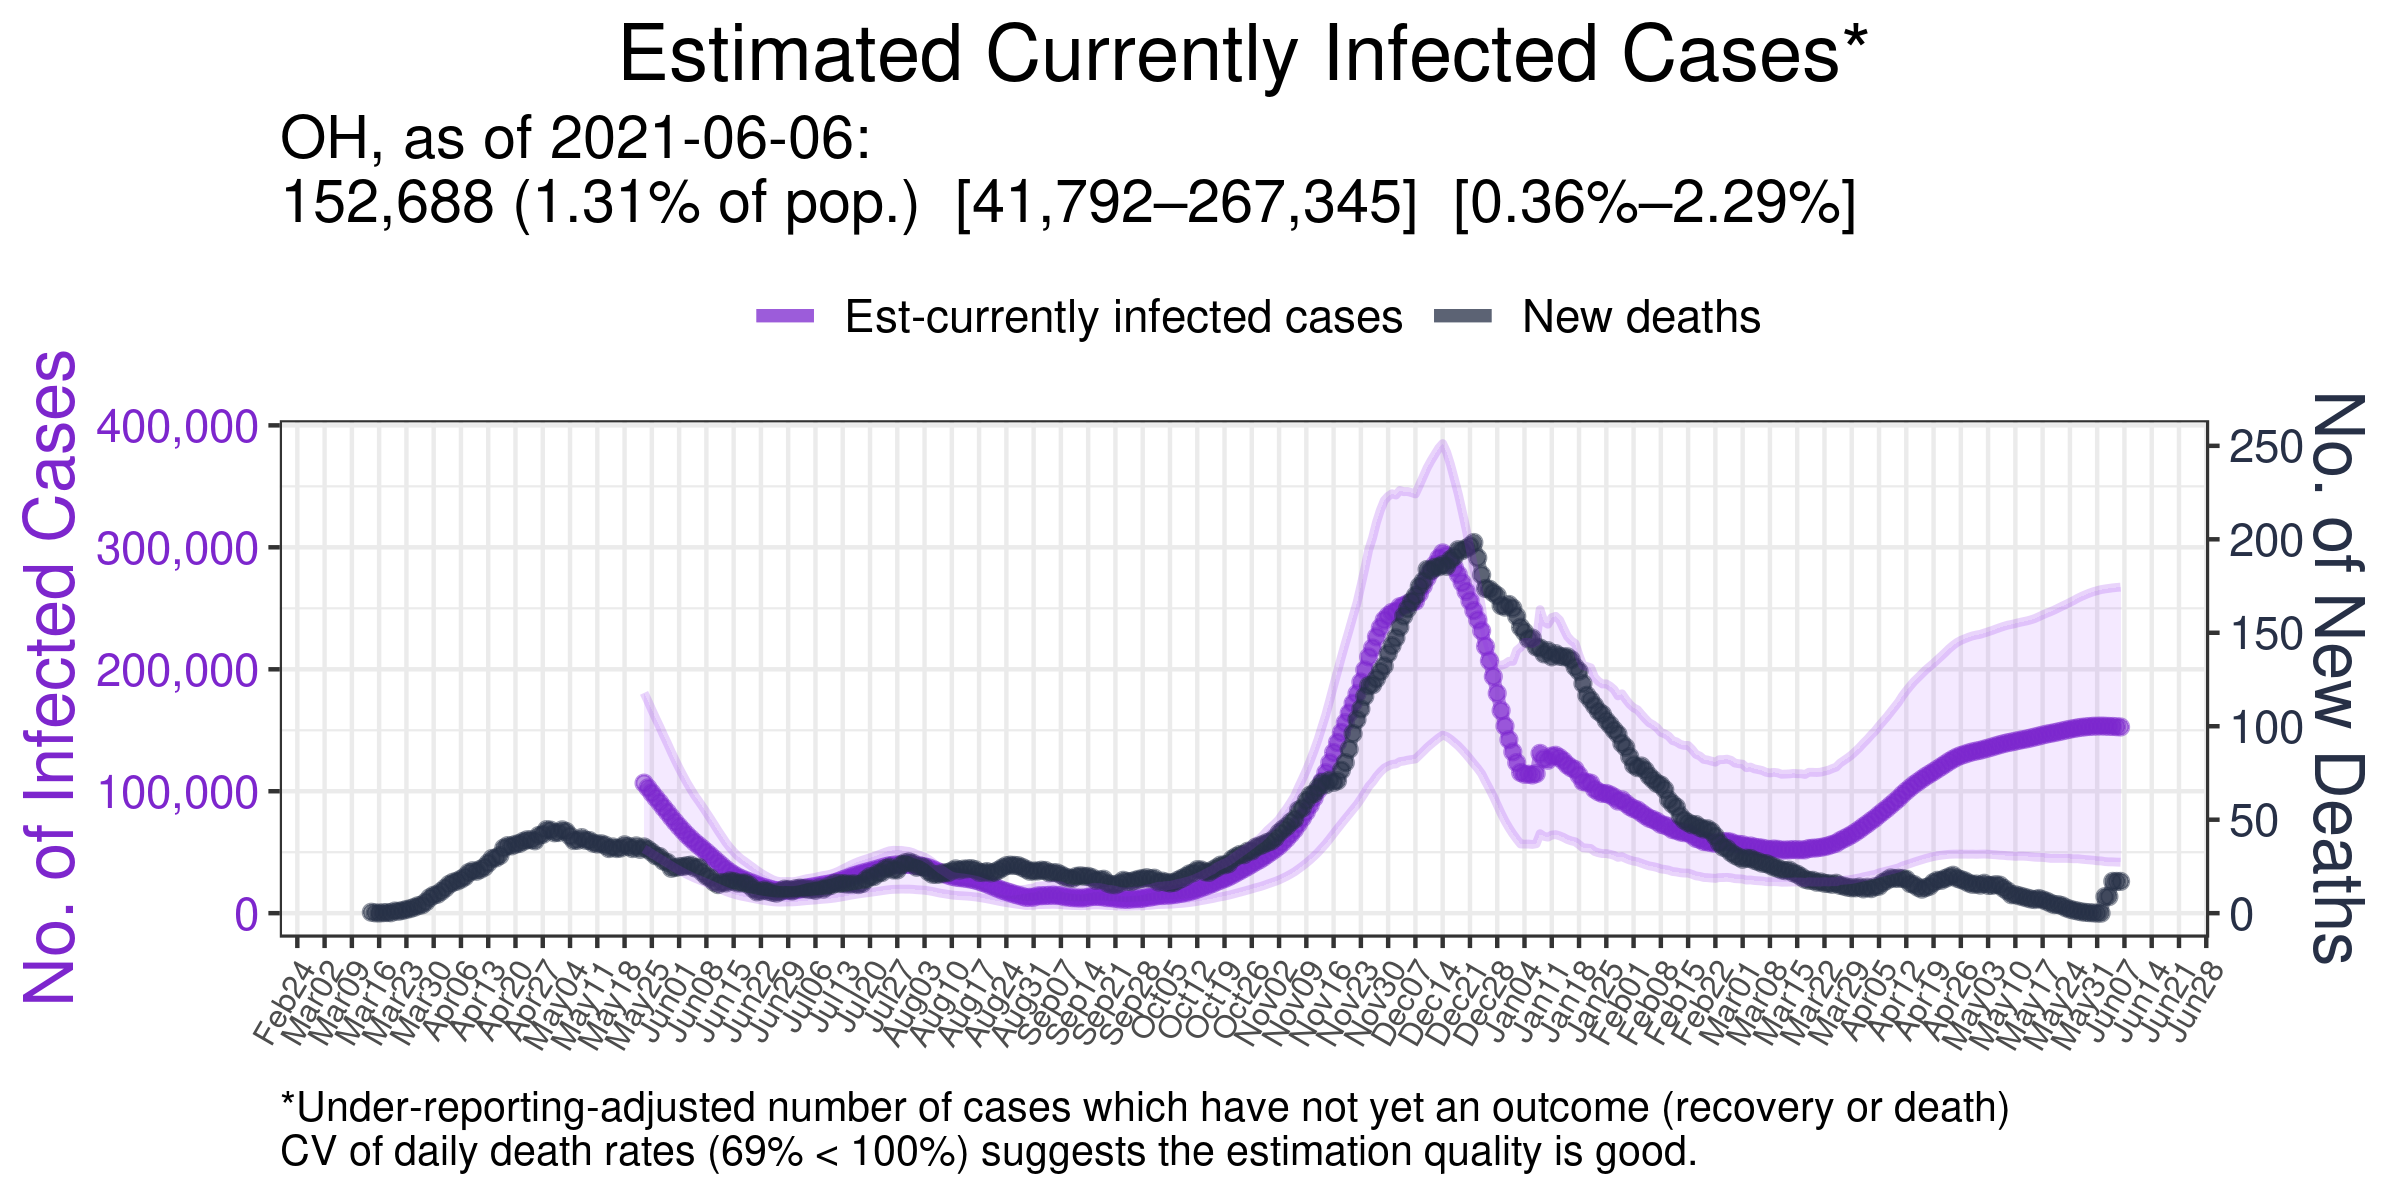 Estimated Currently Infected Cases*
OH, as of 2021-06-06:
152,688 (1.31% of pop.) [41,792–267,345] [0.36%–2.29%]
Est-currently infected cases
New deaths
No. of Infected Cases
400,000
300,000
200,000
100,000
0
No. of New Deaths
250
200
150
100
50
0
Feb24
Mar02
Mar09
Mar16
Mar23
Mar30
Apr06
Apr13
Apr20
Apr27
May04
May11
May18
May25
Jun01
Jun08
Jun15
Jun22
Jun29
Jul06
Jul13
Jul20
Jul27
Aug03
Aug10
Aug17
Aug24
Aug31
Sep07
Sep14
Sep21
Sep28
Oct05
Oct12
Oct19
Oct26
Nov02
Nov09
Nov16
Nov23
Nov30
Dec07
Dec14
Dec21
Dec28
Jan04
Jan11
Jan18
Jan25
Feb01
Feb08
Feb15
Feb22
Mar01
Mar08
Mar15
Mar22
Mar29
Apr05
Apr12
Apr19
Apr26
May03
May10
May17
May24
May31
Jun07
Jun14
Jun21
Jun28
*Under-reporting-adjusted number of cases which have not yet an outcome (recovery or death)
CV of daily death rates (69% < 100%) suggests the estimation quality is good.